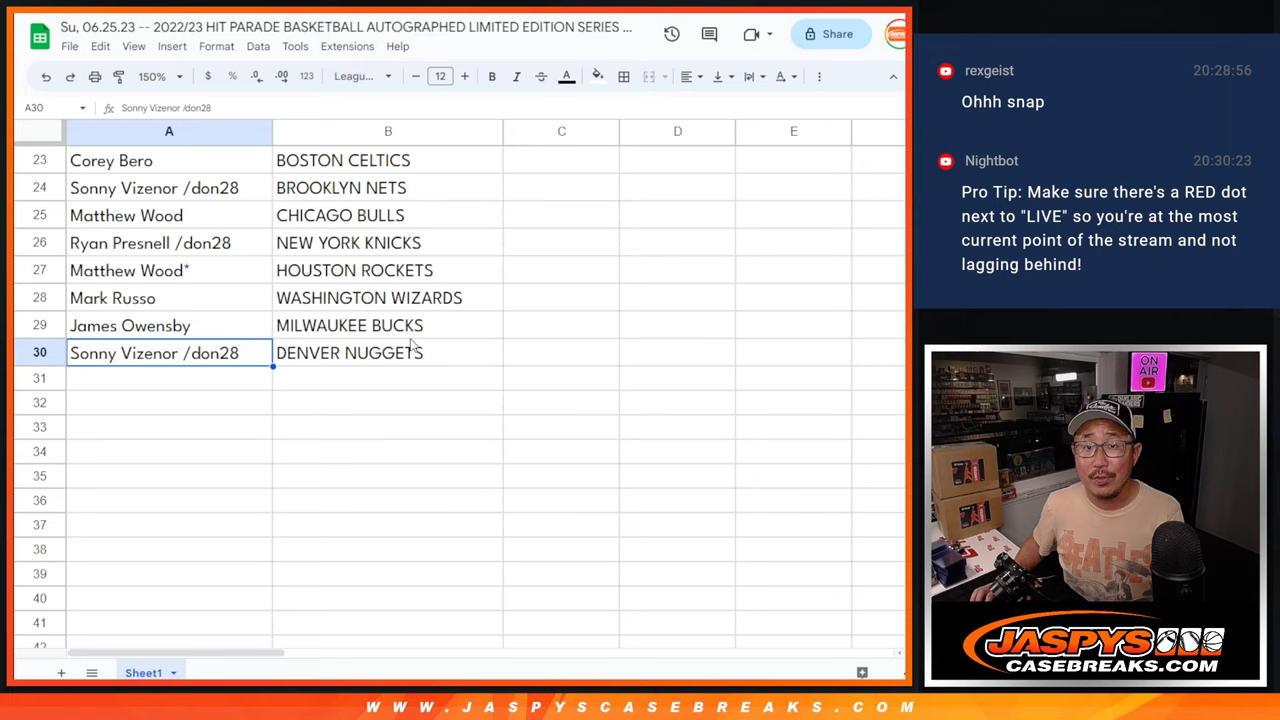 Su, 06.25.23 -- 2022/23 HIT PARADE BASKETBALL AUTOGRAPHED LIMITED EDITION SERIES ...
File Edit View Insert Format Data Tools Extensions Help
Share
150% $ % .0 .00 123 Leagu... − 12 + B I A
A30 fx Sonny Vizenor /don28
A B C D E
23 Corey Bero BOSTON CELTICS
24 Sonny Vizenor /don28 BROOKLYN NETS
25 Matthew Wood CHICAGO BULLS
26 Ryan Presnell /don28 NEW YORK KNICKS
27 Matthew Wood* HOUSTON ROCKETS
28 Mark Russo WASHINGTON WIZARDS
29 James Owensby MILWAUKEE BUCKS
30 Sonny Vizenor /don28 DENVER NUGGETS
31
32
33
34
35
36
37
38
39
40
41
42
Sheet1
rexgeist 20:28:56
Ohhh snap
Nightbot 20:30:23
Pro Tip: Make sure there's a RED dot
next to "LIVE" so you're at the most
current point of the stream and not
lagging behind!
ON
AIR
BEATLES
JASPYS
CASEBREAKS.COM
WWW.JASPYSCASEBREAKS.COM